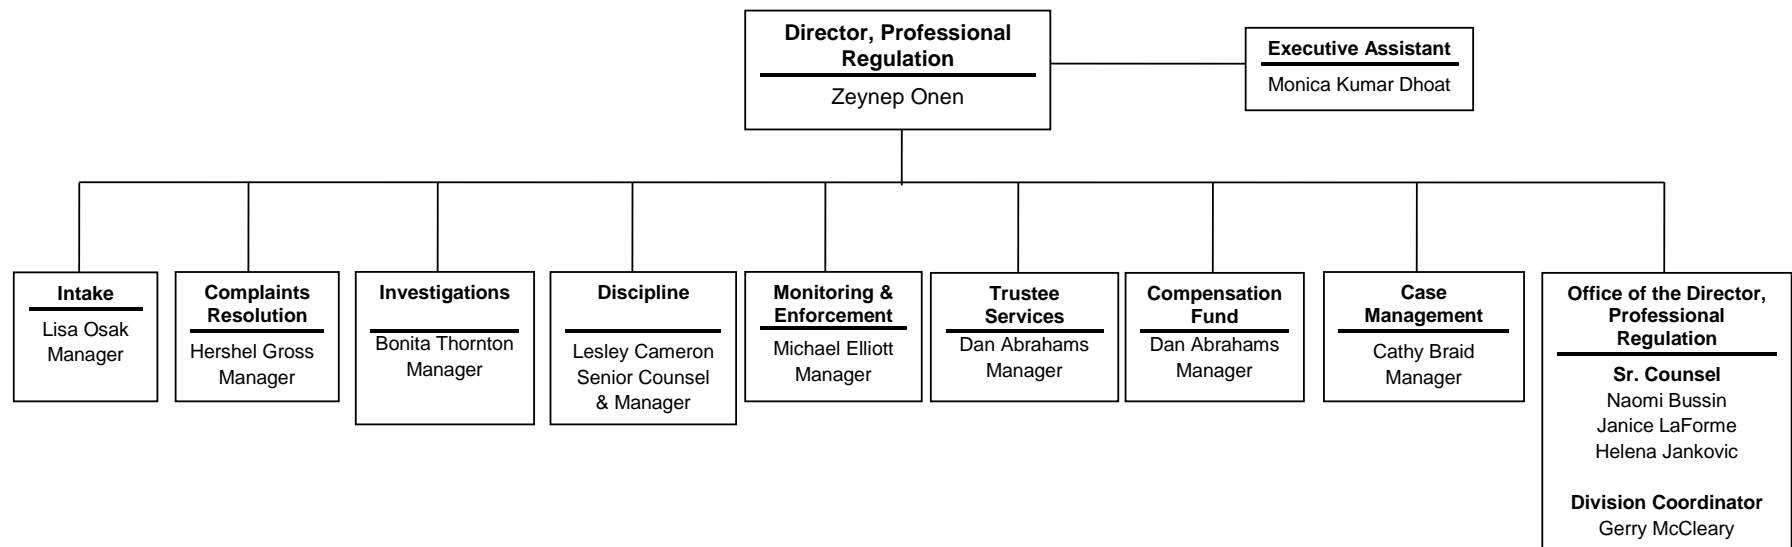 Director, Professional
Regulation
Zeynep Onen
Executive Assistant
Monica Kumar Dhoat
Intake
Lisa Osak
Manager
Complaints
Resolution
Hershel Gross
Manager
Investigations
Bonita Thornton
Manager
Discipline
Lesley Cameron
Senior Counsel
& Manager
Monitoring &
Enforcement
Michael Elliott
Manager
Trustee
Services
Dan Abrahams
Manager
Compensation
Fund
Dan Abrahams
Manager
Case
Management
Cathy Braid
Manager
Office of the Director,
Professional
Regulation
Sr. Counsel
Naomi Bussin
Janice LaForme
Helena Jankovic
Division Coordinator
Gerry McCleary